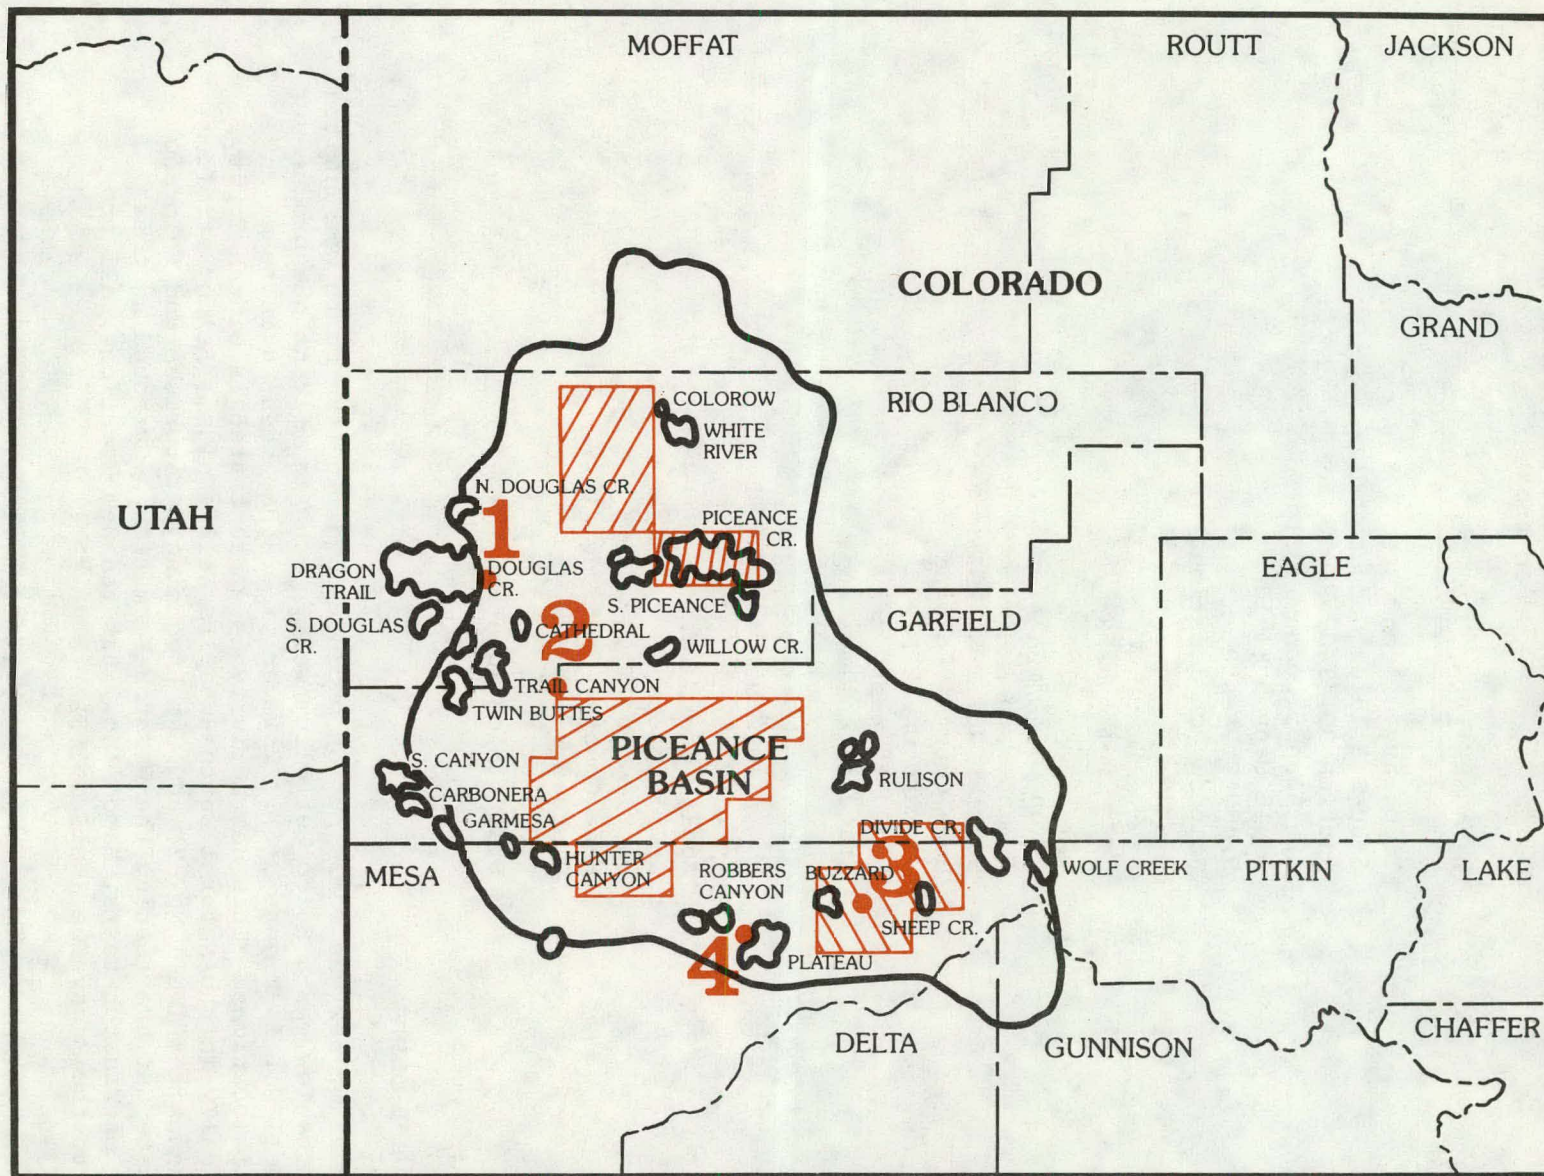 MOFFAT
ROUTT
JACKSON
COLORADO
GRAND
RIO BLANCO
COLOROW
WHITE
RIVER
N. DOUGLAS CR.
UTAH
1
PICEANCE
CR.
DRAGON
TRAIL
DOUGLAS
CR.
EAGLE
S. PICEANCE
GARFIELD
S. DOUGLAS
CR.
2
CATHEDRAL
WILLOW CR.
TRAIL CANYON
TWIN BUTTES
PICEANCE
BASIN
S. CANYON
RULISON
CARBONERA
GARMESA
DIVIDE CR.
MESA
HUNTER
CANYON
ROBBERS
CANYON
BUZZARD
3
WOLF CREEK
PITKIN
LAKE
SHEEP CR.
4
PLATEAU
DELTA
GUNNISON
CHAFFER